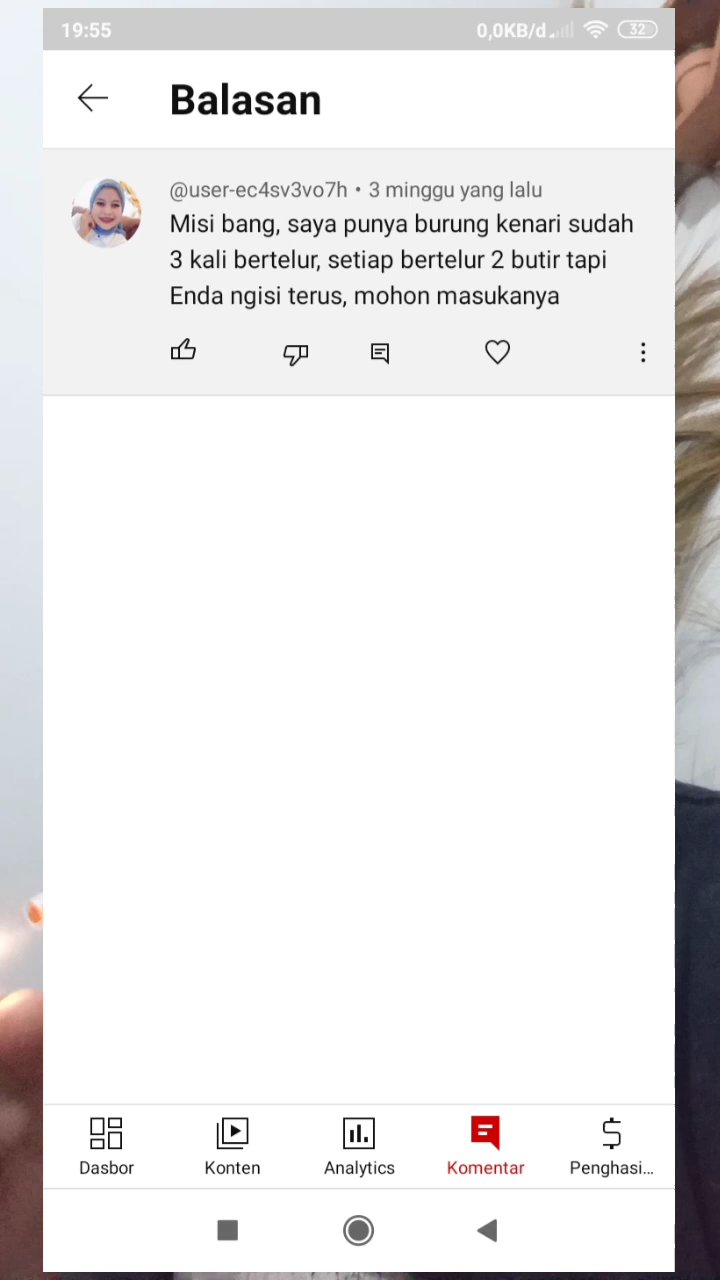 19:55 0,0KB/d 32
Balasan
@user-ec4sv3vo7h • 3 minggu yang lalu
Misi bang, saya punya burung kenari sudah
3 kali bertelur, setiap bertelur 2 butir tapi
Enda ngisi terus, mohon masukanya
Dasbor Konten Analytics Komentar Penghasi...